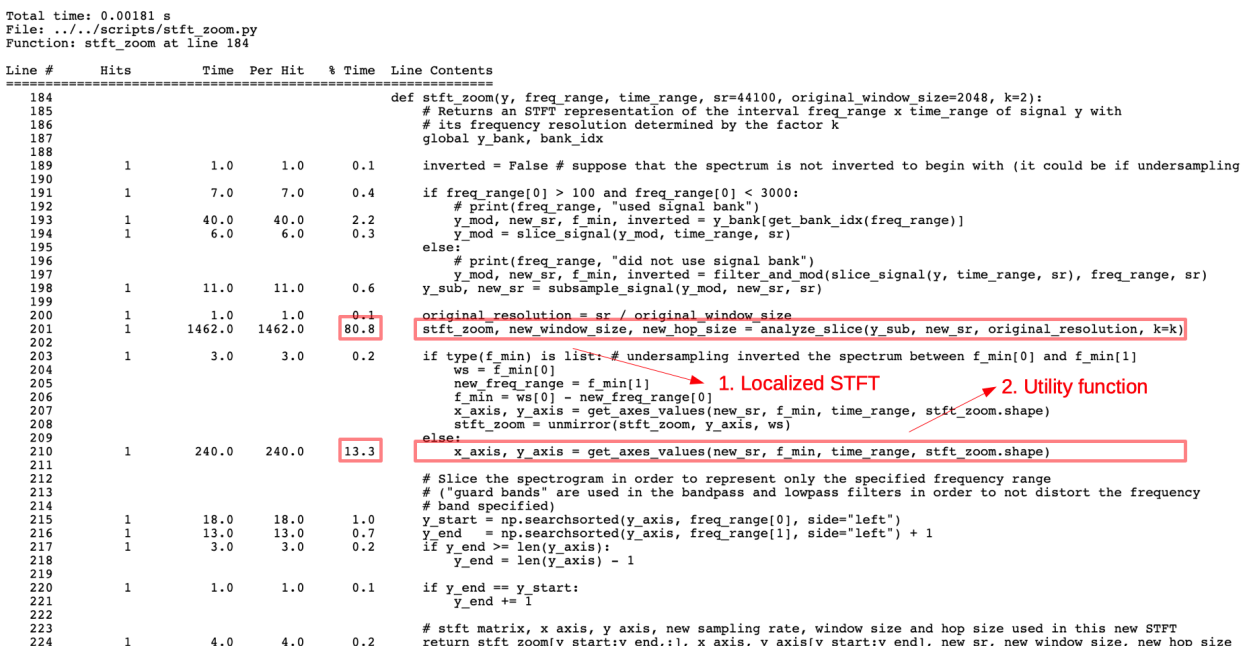 Total time: 0.00181 s
File: ../../scripts/stft_zoom.py
Function: stft_zoom at line 184
Line # Hits Time Per Hit % Time Line Contents
==============================================================
184 def stft_zoom(y, freq_range, time_range, sr=44100, original_window_size=2048, k=2):
185 # Returns an STFT representation of the interval freq_range x time_range of signal y with
186 # its frequency resolution determined by the factor k
187 global y_bank, bank_idx
188
189 1 1.0 1.0 0.1 inverted = False # suppose that the spectrum is not inverted to begin with (it could be if undersampling
190
191 1 7.0 7.0 0.4 if freq_range[0] > 100 and freq_range[0] < 3000:
192 # print(freq_range, "used signal bank")
193 1 40.0 40.0 2.2 y_mod, new_sr, f_min, inverted = y_bank[get_bank_idx(freq_range)]
194 1 6.0 6.0 0.3 y_mod = slice_signal(y_mod, time_range, sr)
195 else:
196 # print(freq_range, "did not use signal bank")
197 y_mod, new_sr, f_min, inverted = filter_and_mod(slice_signal(y, time_range, sr), freq_range, sr)
198 1 11.0 11.0 0.6 y_sub, new_sr = subsample_signal(y_mod, new_sr, sr)
199
200 1 1.0 1.0 0.1 original_resolution = sr / original_window_size
201 1 1462.0 1462.0 80.8 stft_zoom, new_window_size, new_hop_size = analyze_slice(y_sub, new_sr, original_resolution, k=k)
202
203 1 3.0 3.0 0.2 if type(f_min) is list: # undersampling inverted the spectrum between f_min[0] and f_min[1]
204 ws = f_min[0]
205 new_freq_range = f_min[1]
1. Localized STFT
2. Utility function
206 f_min = ws[0] - new_freq_range[0]
207 x_axis, y_axis = get_axes_values(new_sr, f_min, time_range, stft_zoom.shape)
208 stft_zoom = unmirror(stft_zoom, y_axis, ws)
209 else:
210 1 240.0 240.0 13.3 x_axis, y_axis = get_axes_values(new_sr, f_min, time_range, stft_zoom.shape)
211
212 # Slice the spectrogram in order to represent only the specified frequency range
213 # ("guard bands" are used in the bandpass and lowpass filters in order to not distort the frequency
214 # band specified)
215 1 18.0 18.0 1.0 y_start = np.searchsorted(y_axis, freq_range[0], side="left")
216 1 13.0 13.0 0.7 y_end = np.searchsorted(y_axis, freq_range[1], side="left") + 1
217 1 3.0 3.0 0.2 if y_end >= len(y_axis):
218 y_end = len(y_axis) - 1
219
220 1 1.0 1.0 0.1 if y_end == y_start:
221 y_end += 1
222
223 # stft matrix, x axis, y axis, new sampling rate, window size and hop size used in this new STFT
224 1 4.0 4.0 0.2 return stft_zoom[y_start:y_end,:], x_axis, y_axis[y_start:y_end], new_sr, new_window_size, new_hop_size